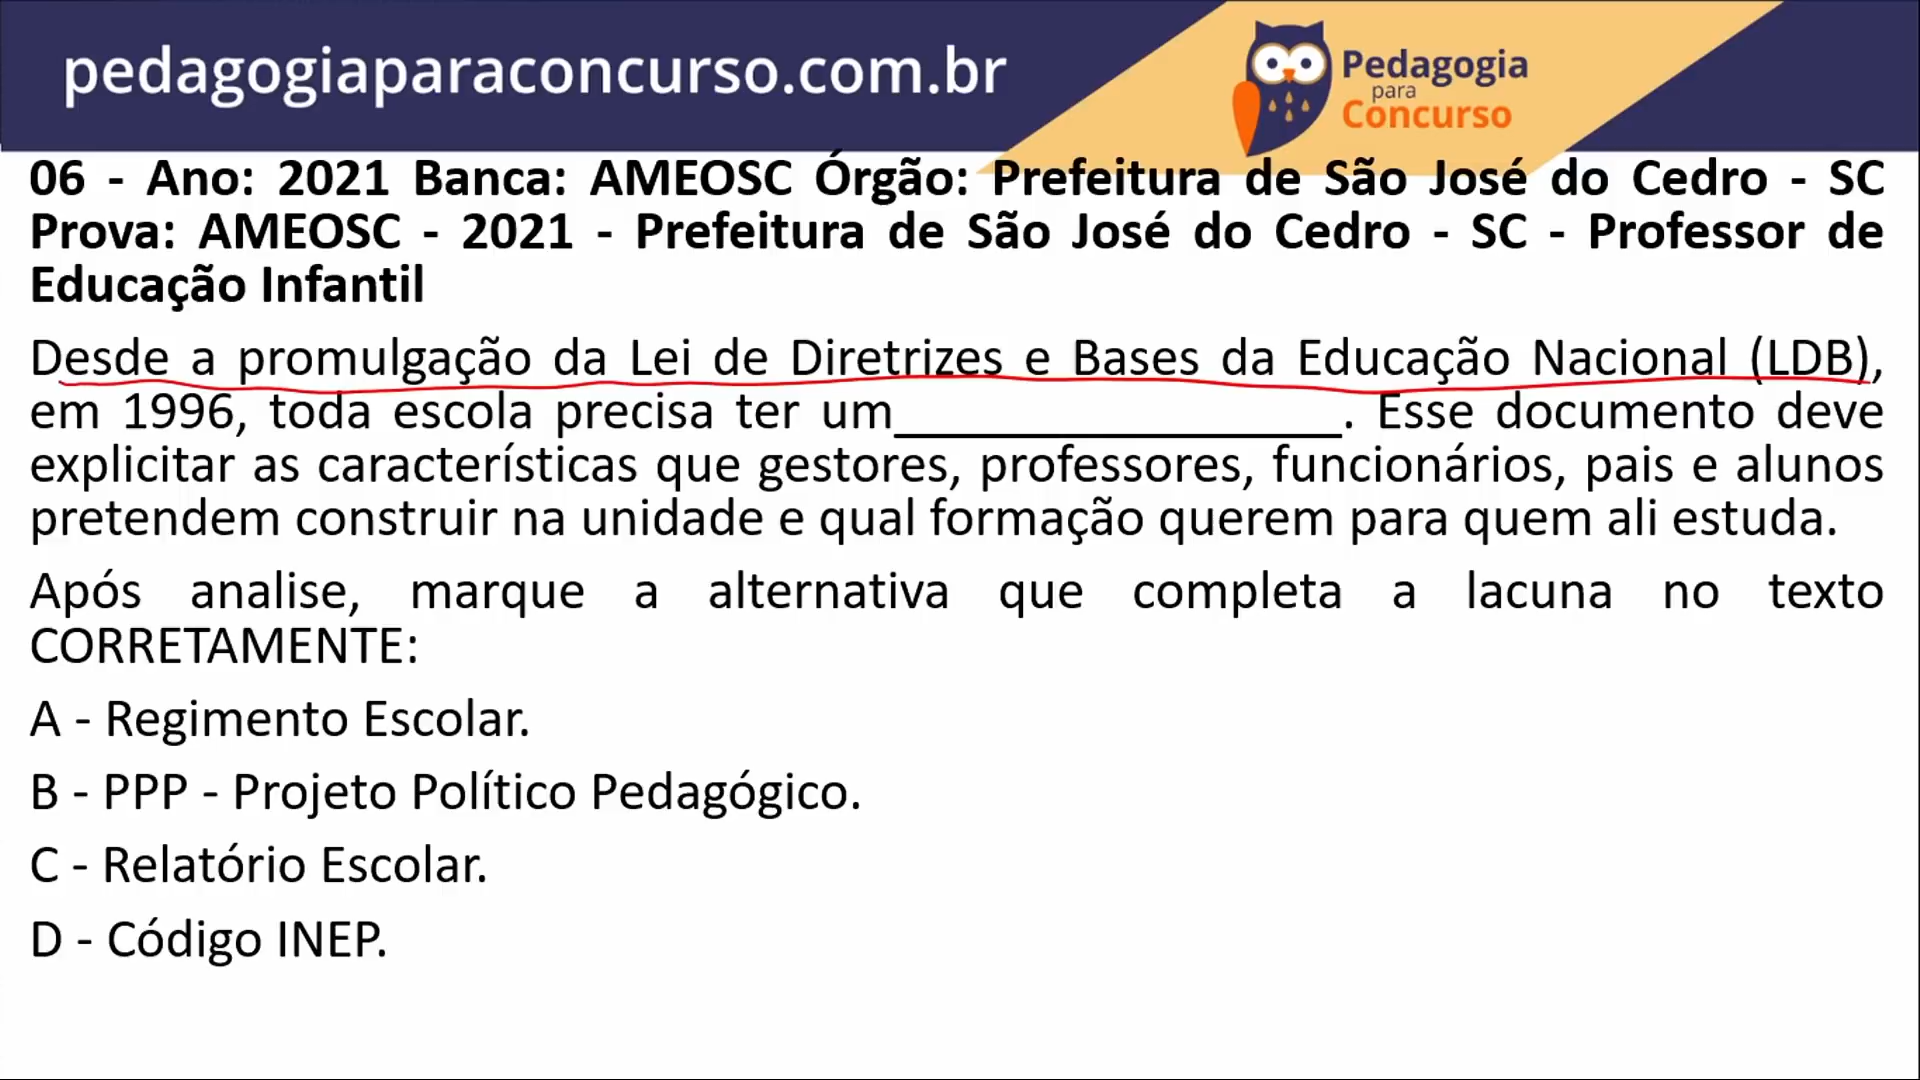 pedagogiaparaconcurso.com.br
Pedagogia
para
Concurso
06 - Ano: 2021 Banca: AMEOSC Órgão: Prefeitura de São José do Cedro - SC
Prova: AMEOSC - 2021 - Prefeitura de São José do Cedro - SC - Professor de
Educação Infantil
Desde a promulgação da Lei de Diretrizes e Bases da Educação Nacional (LDB),
em 1996, toda escola precisa ter um_________________. Esse documento deve
explicitar as características que gestores, professores, funcionários, pais e alunos
pretendem construir na unidade e qual formação querem para quem ali estuda.
Após analise, marque a alternativa que completa a lacuna no texto
CORRETAMENTE:
A - Regimento Escolar.
B - PPP - Projeto Político Pedagógico.
C - Relatório Escolar.
D - Código INEP.